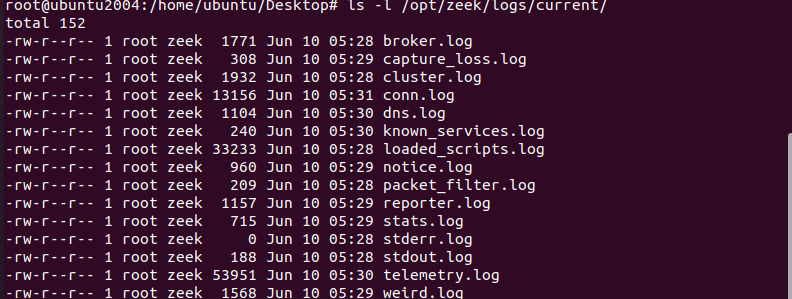 root@ubuntu2004:/home/ubuntu/Desktop# ls -l /opt/zeek/logs/current/
total 152
-rw-r--r-- 1 root zeek  1771 Jun 10 05:28 broker.log
-rw-r--r-- 1 root zeek   308 Jun 10 05:29 capture_loss.log
-rw-r--r-- 1 root zeek  1932 Jun 10 05:28 cluster.log
-rw-r--r-- 1 root zeek 13156 Jun 10 05:31 conn.log
-rw-r--r-- 1 root zeek  1104 Jun 10 05:30 dns.log
-rw-r--r-- 1 root zeek   240 Jun 10 05:30 known_services.log
-rw-r--r-- 1 root zeek 33233 Jun 10 05:28 loaded_scripts.log
-rw-r--r-- 1 root zeek   960 Jun 10 05:29 notice.log
-rw-r--r-- 1 root zeek   209 Jun 10 05:28 packet_filter.log
-rw-r--r-- 1 root zeek  1157 Jun 10 05:29 reporter.log
-rw-r--r-- 1 root zeek   715 Jun 10 05:29 stats.log
-rw-r--r-- 1 root zeek     0 Jun 10 05:28 stderr.log
-rw-r--r-- 1 root zeek   188 Jun 10 05:28 stdout.log
-rw-r--r-- 1 root zeek 53951 Jun 10 05:30 telemetry.log
-rw-r--r-- 1 root zeek  1568 Jun 10 05:29 weird.log